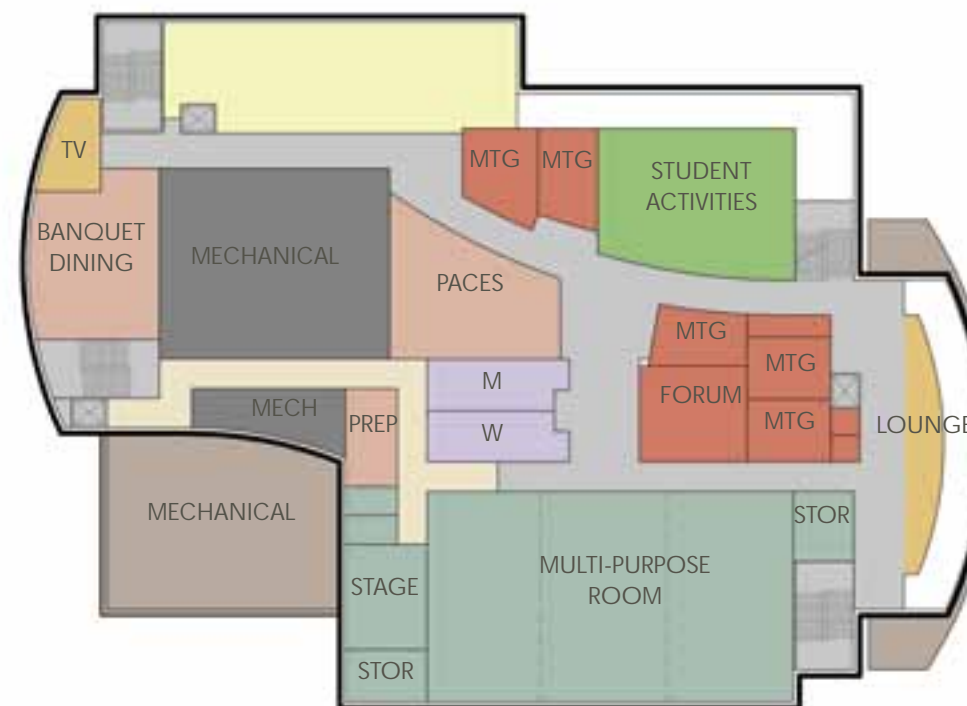 TV
MTG
MTG
STUDENT
ACTIVITIES
BANQUET
DINING
MECHANICAL
PACES
MTG
MTG
M
FORUM
MECH
PREP
W
MTG
LOUNGE
MECHANICAL
STOR
MULTI-PURPOSE
ROOM
STAGE
STOR